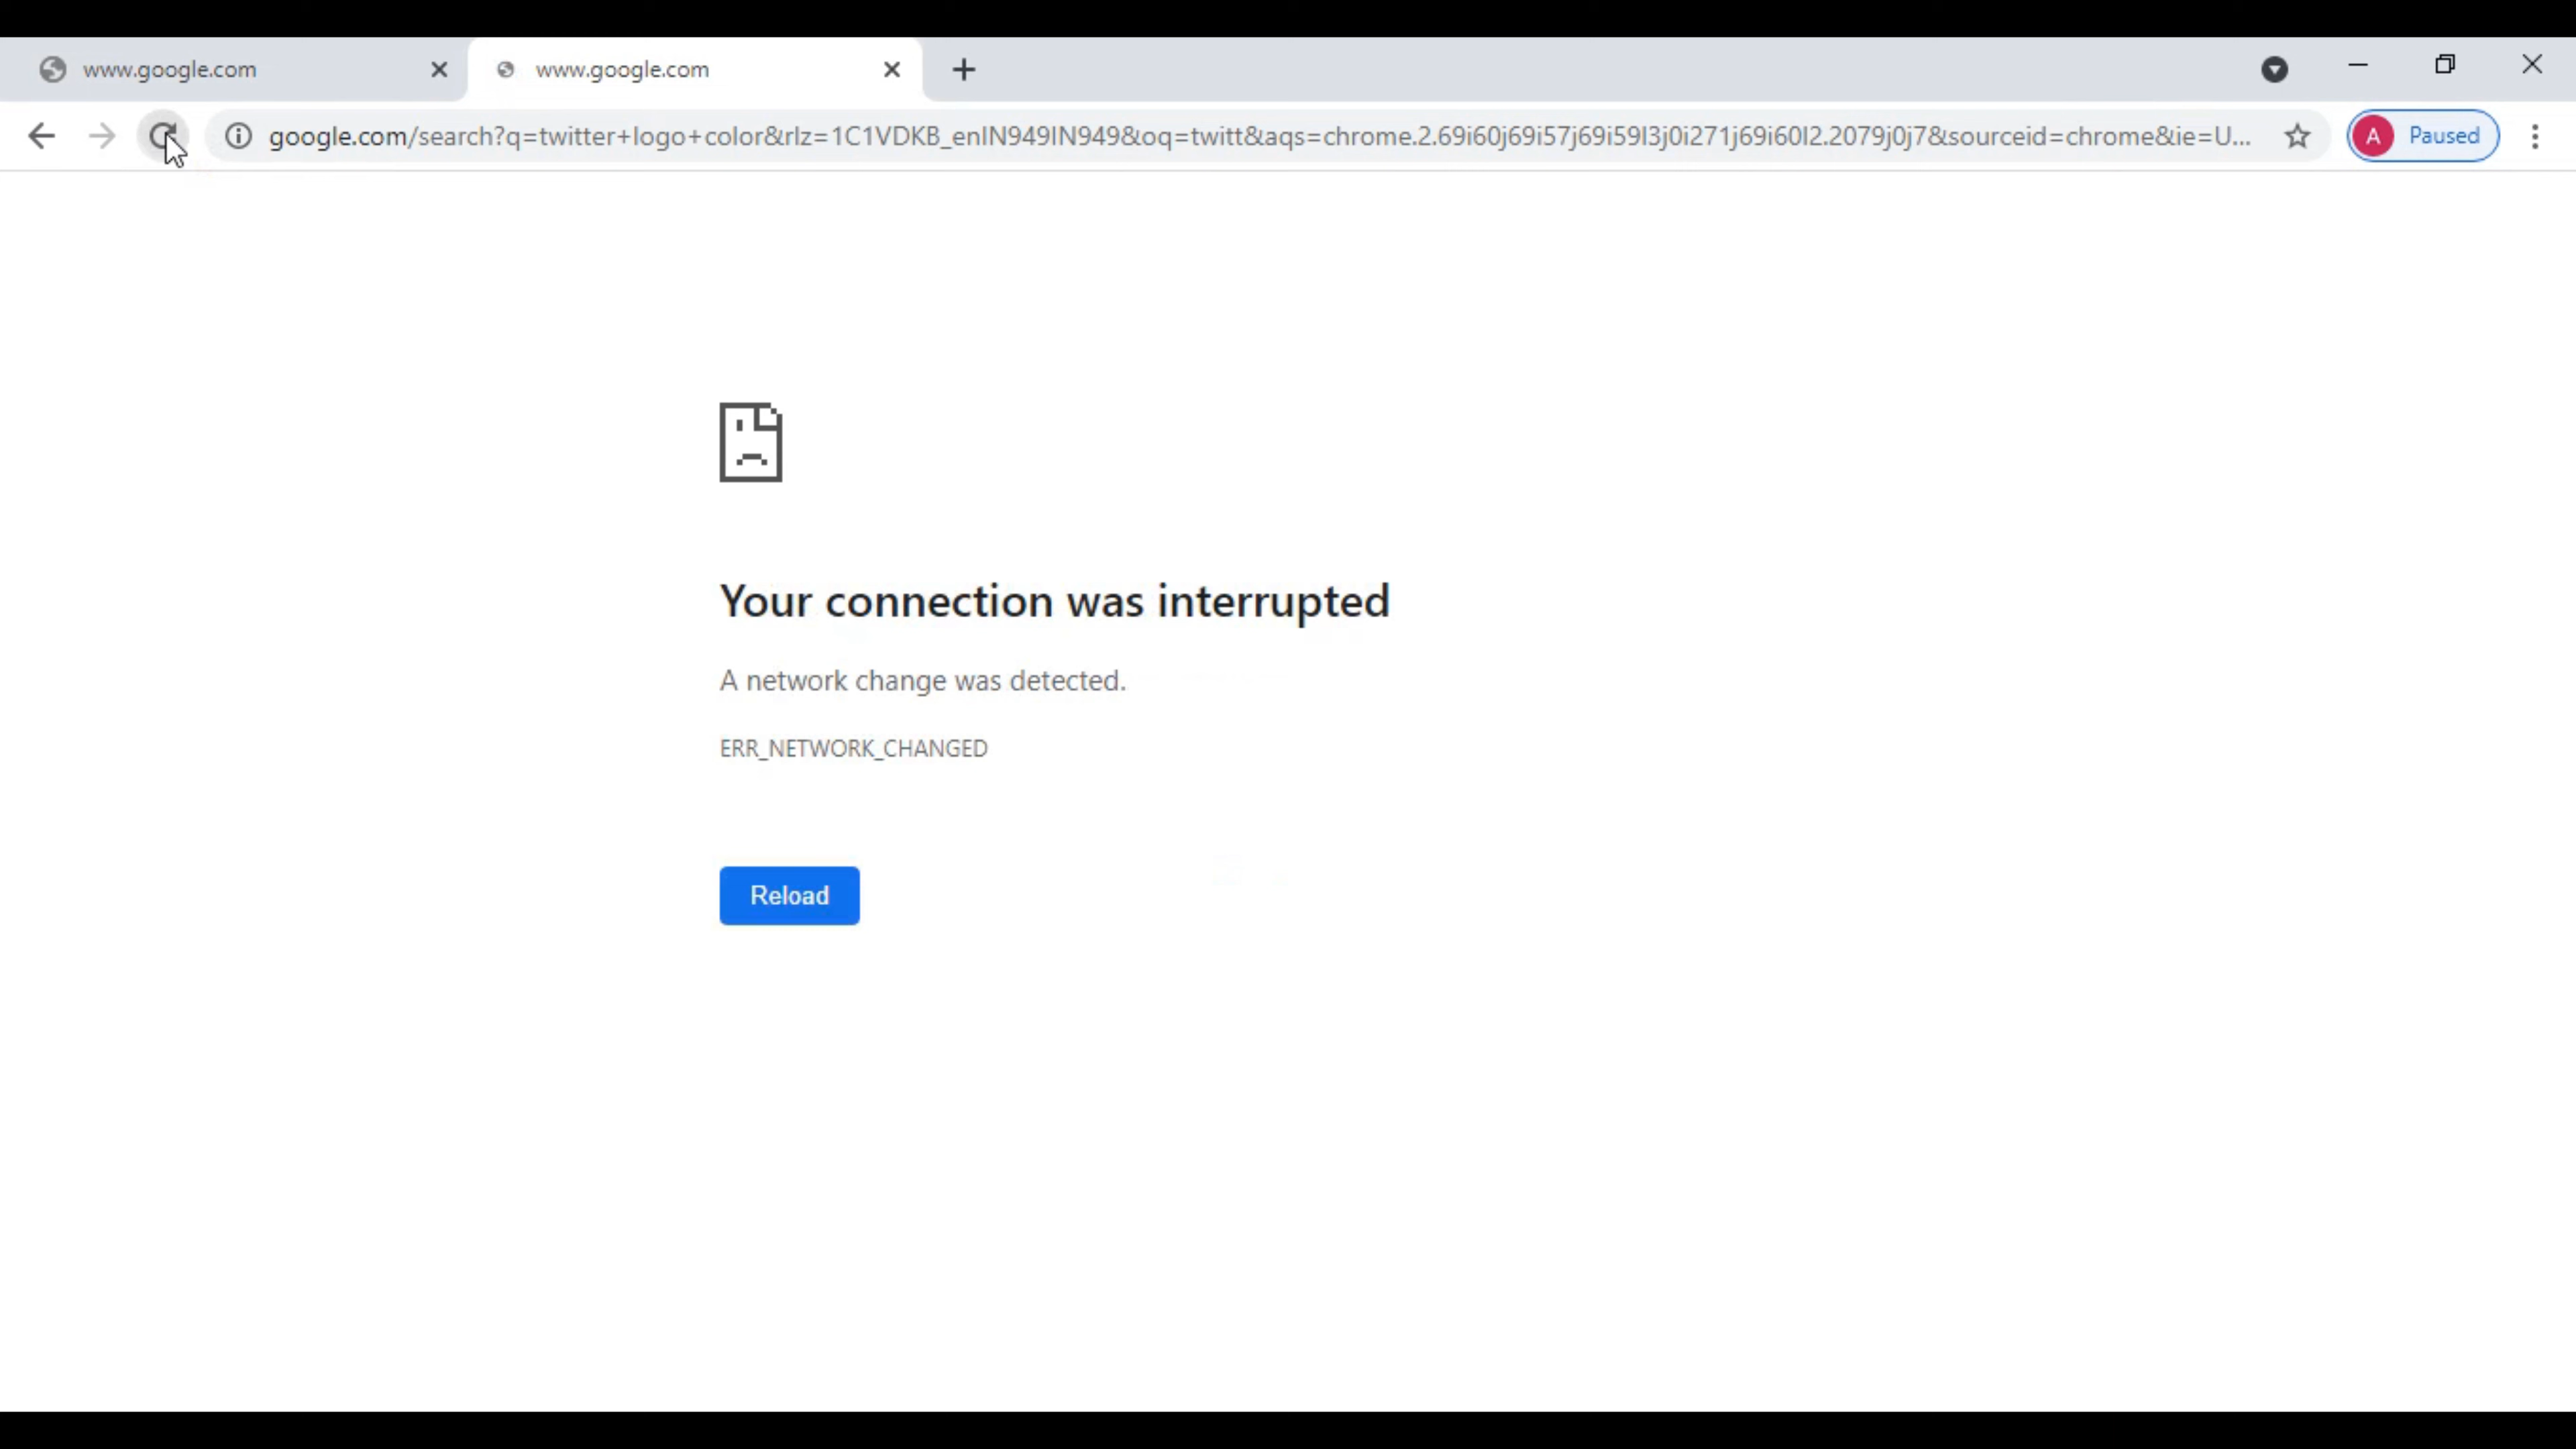 www.google.com
www.google.com
google.com/search?q=twitter+logo+color&rlz=1C1VDKB_enIN949IN949&oq=twitt&aqs=chrome.2.69i60j69i57j69i59l3j0i271j69i60l2.2079j0j7&sourceid=chrome&ie=U...
A Paused
Your connection was interrupted
A network change was detected.
ERR_NETWORK_CHANGED
Reload